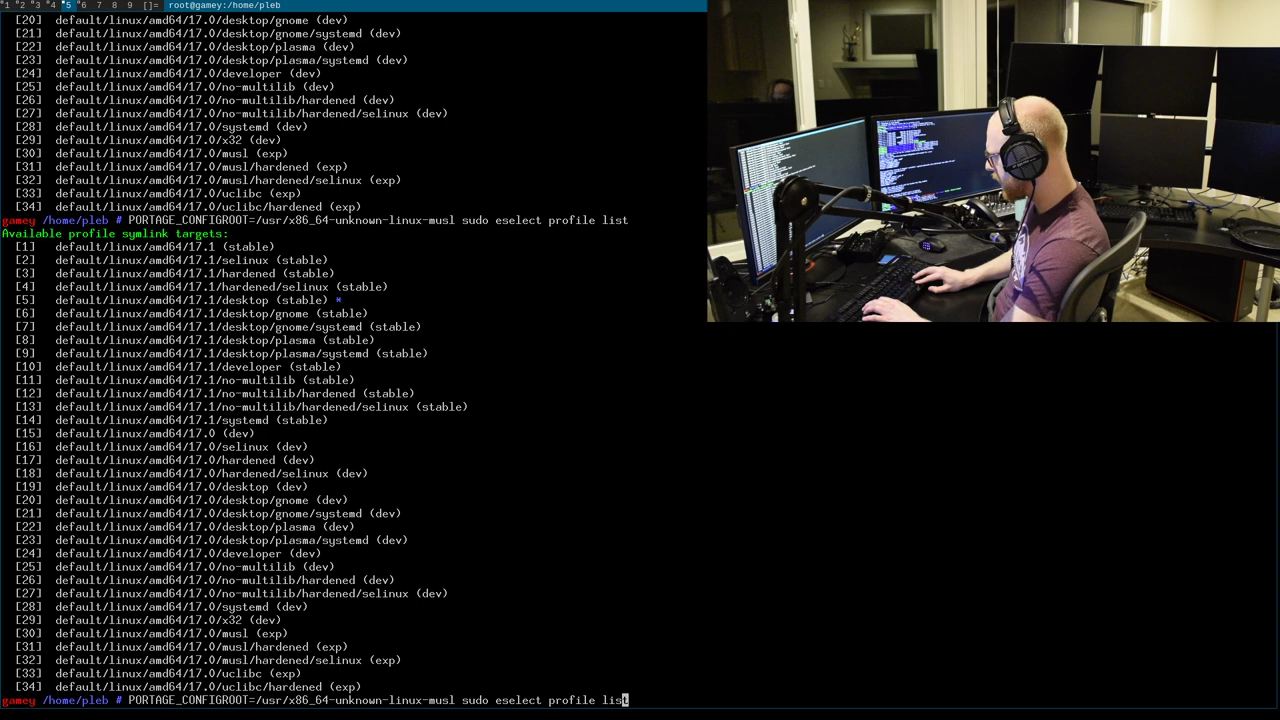 1 2 3 4 5 6 7 8 9 []= root@gamey:/home/pleb
[20] default/linux/amd64/17.0/desktop/gnome (dev)
[21] default/linux/amd64/17.0/desktop/gnome/systemd (dev)
[22] default/linux/amd64/17.0/desktop/plasma (dev)
[23] default/linux/amd64/17.0/desktop/plasma/systemd (dev)
[24] default/linux/amd64/17.0/developer (dev)
[25] default/linux/amd64/17.0/no-multilib (dev)
[26] default/linux/amd64/17.0/no-multilib/hardened (dev)
[27] default/linux/amd64/17.0/no-multilib/hardened/selinux (dev)
[28] default/linux/amd64/17.0/systemd (dev)
[29] default/linux/amd64/17.0/x32 (dev)
[30] default/linux/amd64/17.0/musl (exp)
[31] default/linux/amd64/17.0/musl/hardened (exp)
[32] default/linux/amd64/17.0/musl/hardened/selinux (exp)
[33] default/linux/amd64/17.0/uclibc (exp)
[34] default/linux/amd64/17.0/uclibc/hardened (exp)
gamey /home/pleb # PORTAGE_CONFIGROOT=/usr/x86_64-unknown-linux-musl sudo eselect profile list
Available profile symlink targets:
[1] default/linux/amd64/17.1 (stable)
[2] default/linux/amd64/17.1/selinux (stable)
[3] default/linux/amd64/17.1/hardened (stable)
[4] default/linux/amd64/17.1/hardened/selinux (stable)
[5] default/linux/amd64/17.1/desktop (stable) *
[6] default/linux/amd64/17.1/desktop/gnome (stable)
[7] default/linux/amd64/17.1/desktop/gnome/systemd (stable)
[8] default/linux/amd64/17.1/desktop/plasma (stable)
[9] default/linux/amd64/17.1/desktop/plasma/systemd (stable)
[10] default/linux/amd64/17.1/developer (stable)
[11] default/linux/amd64/17.1/no-multilib (stable)
[12] default/linux/amd64/17.1/no-multilib/hardened (stable)
[13] default/linux/amd64/17.1/no-multilib/hardened/selinux (stable)
[14] default/linux/amd64/17.1/systemd (stable)
[15] default/linux/amd64/17.0 (dev)
[16] default/linux/amd64/17.0/selinux (dev)
[17] default/linux/amd64/17.0/hardened (dev)
[18] default/linux/amd64/17.0/hardened/selinux (dev)
[19] default/linux/amd64/17.0/desktop (dev)
[20] default/linux/amd64/17.0/desktop/gnome (dev)
[21] default/linux/amd64/17.0/desktop/gnome/systemd (dev)
[22] default/linux/amd64/17.0/desktop/plasma (dev)
[23] default/linux/amd64/17.0/desktop/plasma/systemd (dev)
[24] default/linux/amd64/17.0/developer (dev)
[25] default/linux/amd64/17.0/no-multilib (dev)
[26] default/linux/amd64/17.0/no-multilib/hardened (dev)
[27] default/linux/amd64/17.0/no-multilib/hardened/selinux (dev)
[28] default/linux/amd64/17.0/systemd (dev)
[29] default/linux/amd64/17.0/x32 (dev)
[30] default/linux/amd64/17.0/musl (exp)
[31] default/linux/amd64/17.0/musl/hardened (exp)
[32] default/linux/amd64/17.0/musl/hardened/selinux (exp)
[33] default/linux/amd64/17.0/uclibc (exp)
[34] default/linux/amd64/17.0/uclibc/hardened (exp)
gamey /home/pleb # PORTAGE_CONFIGROOT=/usr/x86_64-unknown-linux-musl sudo eselect profile list